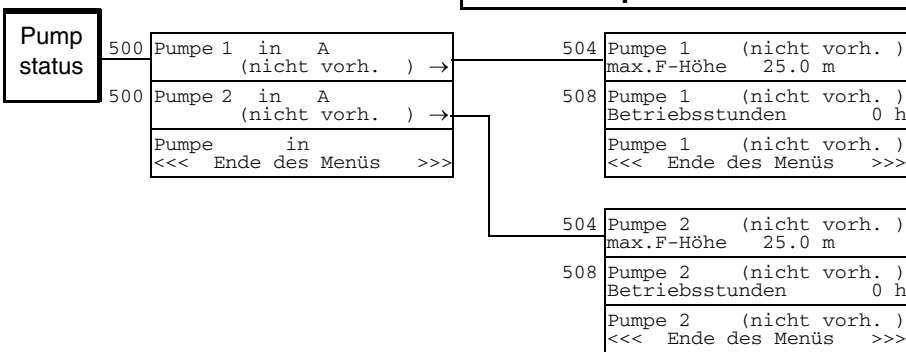 Pump
status
500 Pumpe 1 in A
(nicht vorh. ) →
500 Pumpe 2 in A
(nicht vorh. ) →
Pumpe in
<<< Ende des Menüs >>>
504 Pumpe 1 (nicht vorh. )
max.F-Höhe 25.0 m
508 Pumpe 1 (nicht vorh. )
Betriebsstunden 0 h
Pumpe 1 (nicht vorh. )
<<< Ende des Menüs >>>
504 Pumpe 2 (nicht vorh. )
max.F-Höhe 25.0 m
508 Pumpe 2 (nicht vorh. )
Betriebsstunden 0 h
Pumpe 2 (nicht vorh. )
<<< Ende des Menüs >>>